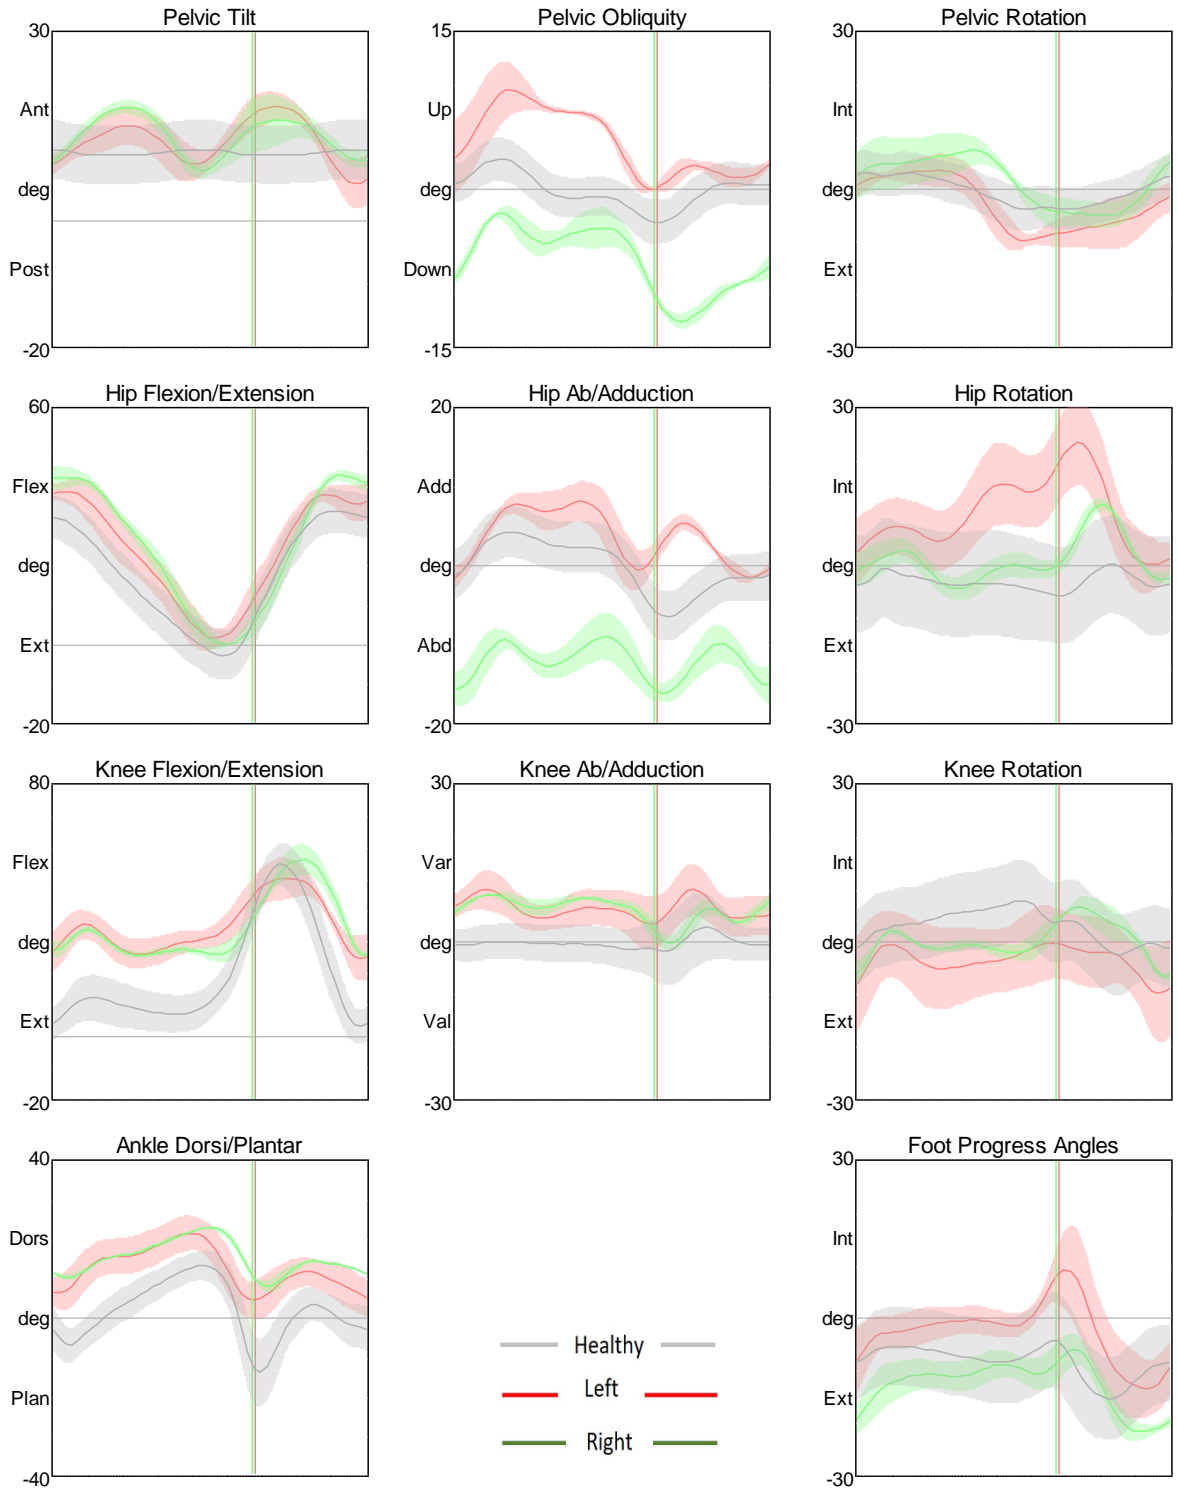 Pelvic Tilt
30
Ant
deg
Post
-20
Pelvic Obliquity
15
Up
deg
Down
-15
Pelvic Rotation
30
Int
deg
Ext
-30
Hip Flexion/Extension
60
Flex
deg
Ext
-20
Hip Ab/Adduction
20
Add
deg
Abd
-20
Hip Rotation
30
Int
deg
Ext
-30
Knee Flexion/Extension
80
Flex
deg
Ext
-20
Knee Ab/Adduction
30
Var
deg
Val
-30
Knee Rotation
30
Int
deg
Ext
-30
Ankle Dorsi/Plantar
40
Dors
deg
Plan
-40
Healthy
Left
Right
Foot Progress Angles
30
Int
deg
Ext
-30